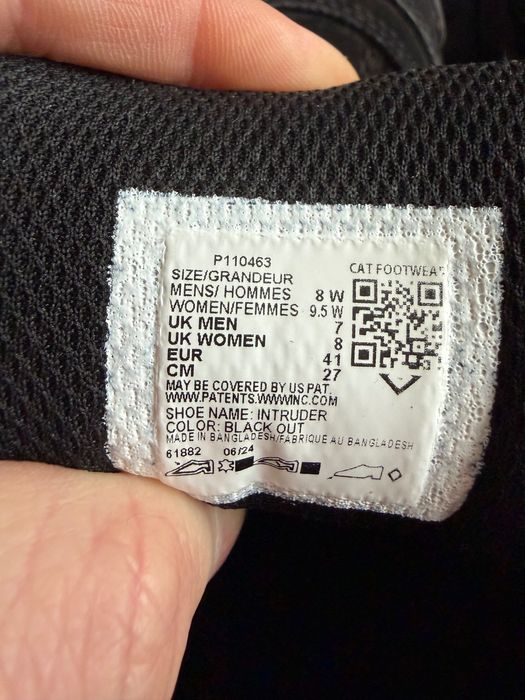 P110463
CAT FOOTWEAR
SIZE/GRANDEUR
MENS/ HOMMES 8 W
WOMEN/FEMMES 9.5 W
UK MEN 7
UK WOMEN 8
EUR 41
CM 27
MAY BE COVERED BY US PAT.
WWW.PATENTS.WWWINC.COM
SHOE NAME: INTRUDER
COLOR: BLACK OUT
MADE IN BANGLADESH/FABRIQUE AU BANGLADESH
61882 06/24